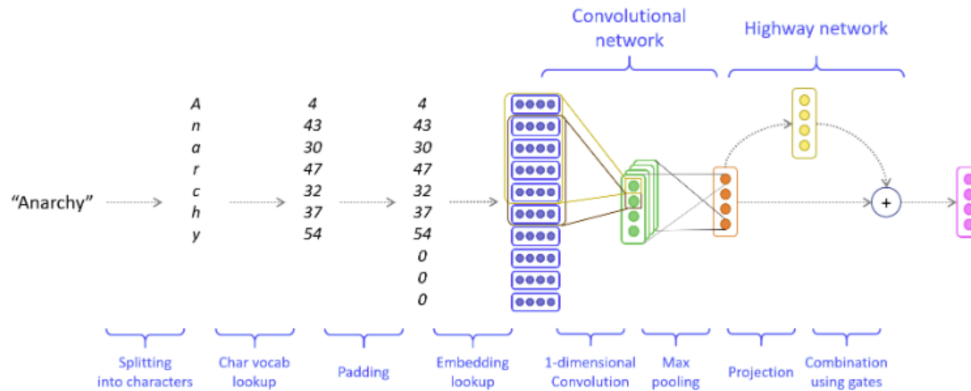 Convolutional
network
Highway network
A 4 4
n 43 43
a 30 30
r 47 47
c 32 32
h 37 37
y 54 54
0
0
0
“Anarchy”
+
Splitting
into characters
Char vocab
lookup
Padding
Embedding
lookup
1-dimensional
Convolution
Max
pooling
Projection
Combination
using gates